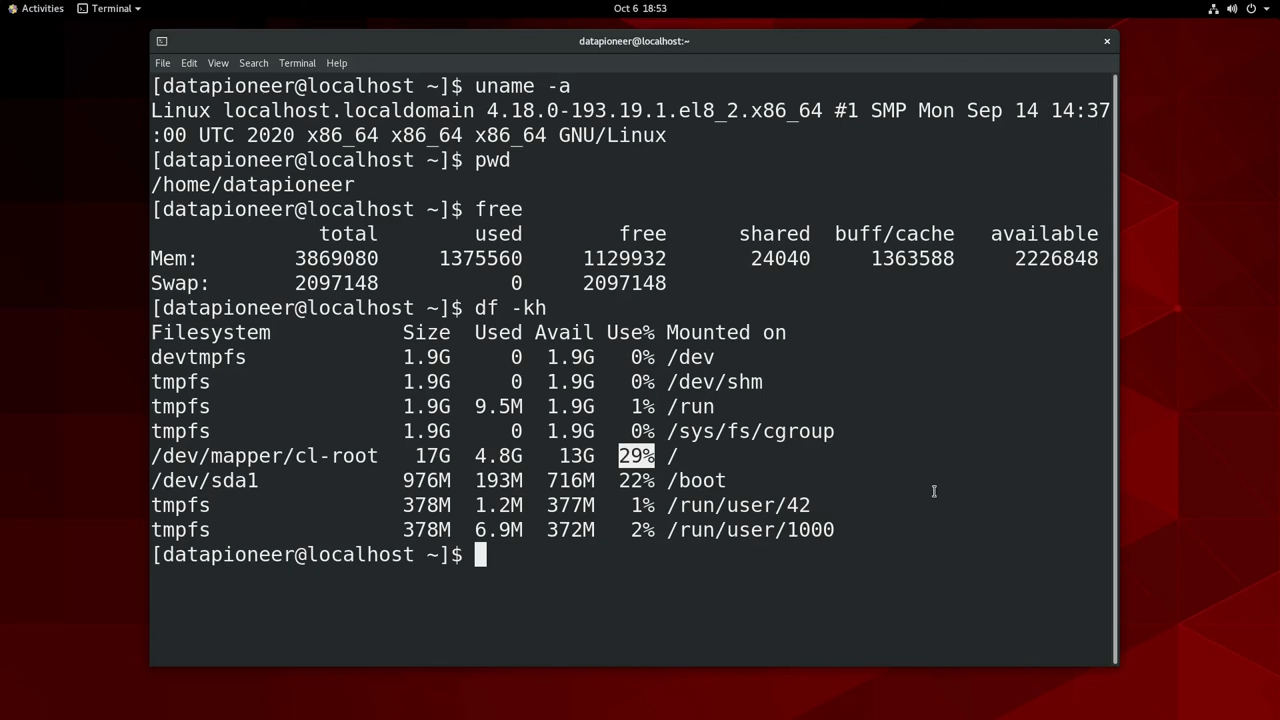 Activities Terminal Oct 6 18:53
datapioneer@localhost:~
File Edit View Search Terminal Help
[datapioneer@localhost ~]$ uname -a
Linux localhost.localdomain 4.18.0-193.19.1.el8_2.x86_64 #1 SMP Mon Sep 14 14:37
:00 UTC 2020 x86_64 x86_64 x86_64 GNU/Linux
[datapioneer@localhost ~]$ pwd
/home/datapioneer
[datapioneer@localhost ~]$ free
              total        used        free      shared  buff/cache   available
Mem:        3869080     1375560     1129932       24040     1363588     2226848
Swap:       2097148           0     2097148
[datapioneer@localhost ~]$ df -kh
Filesystem           Size  Used Avail Use% Mounted on
devtmpfs             1.9G     0  1.9G   0% /dev
tmpfs                1.9G     0  1.9G   0% /dev/shm
tmpfs                1.9G  9.5M  1.9G   1% /run
tmpfs                1.9G     0  1.9G   0% /sys/fs/cgroup
/dev/mapper/cl-root   17G  4.8G   13G  29% /
/dev/sda1            976M  193M  716M  22% /boot
tmpfs                378M  1.2M  377M   1% /run/user/42
tmpfs                378M  6.9M  372M   2% /run/user/1000
[datapioneer@localhost ~]$